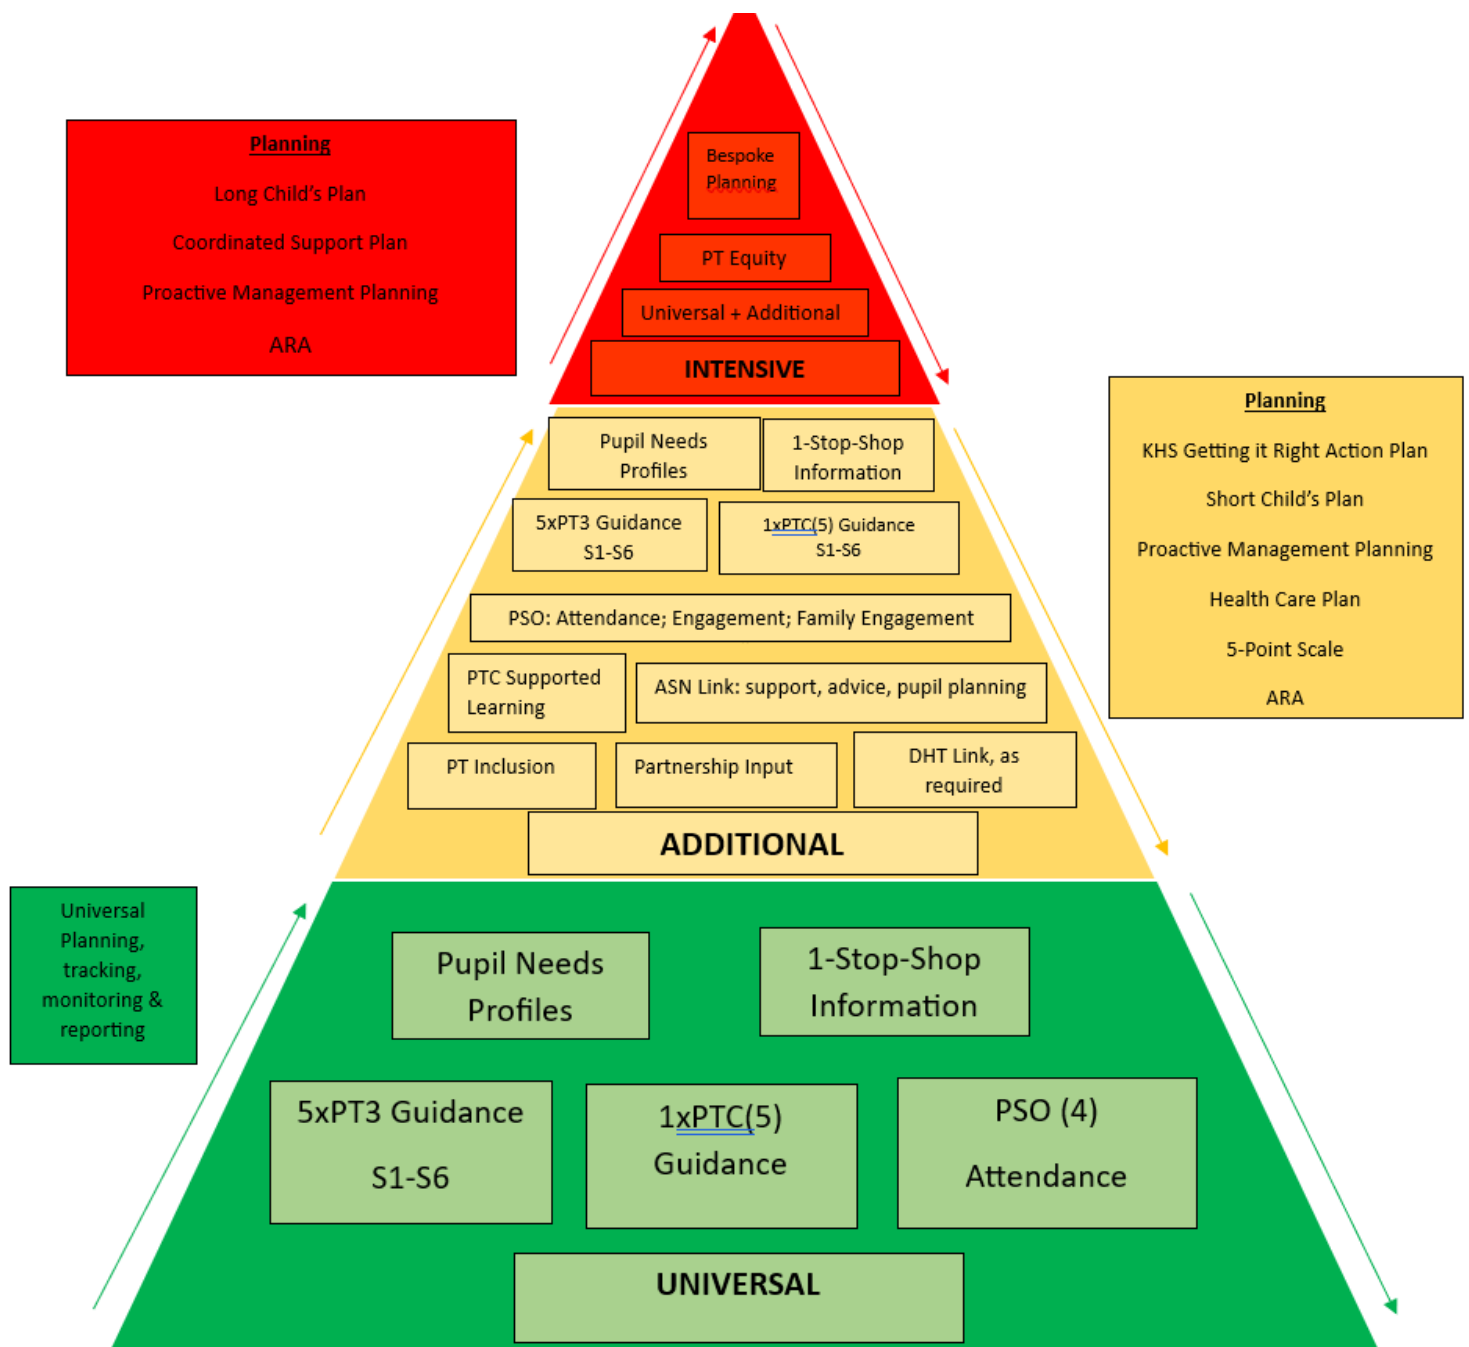 Planning
Long Child’s Plan
Coordinated Support Plan
Proactive Management Planning
ARA
Bespoke
Planning
PT Equity
Universal + Additional
INTENSIVE
Planning
KHS Getting it Right Action Plan
Short Child’s Plan
Proactive Management Planning
Health Care Plan
5-Point Scale
ARA
Pupil Needs
Profiles
1-Stop-Shop
Information
5xPT3 Guidance
S1-S6
1xPTC(5) Guidance
S1-S6
PSO: Attendance; Engagement; Family Engagement
PTC Supported
Learning
ASN Link: support, advice, pupil planning
PT Inclusion
Partnership Input
DHT Link, as
required
ADDITIONAL
Universal
Planning,
tracking,
monitoring &
reporting
Pupil Needs
Profiles
1-Stop-Shop
Information
5xPT3 Guidance
S1-S6
1xPTC(5)
Guidance
PSO (4)
Attendance
UNIVERSAL